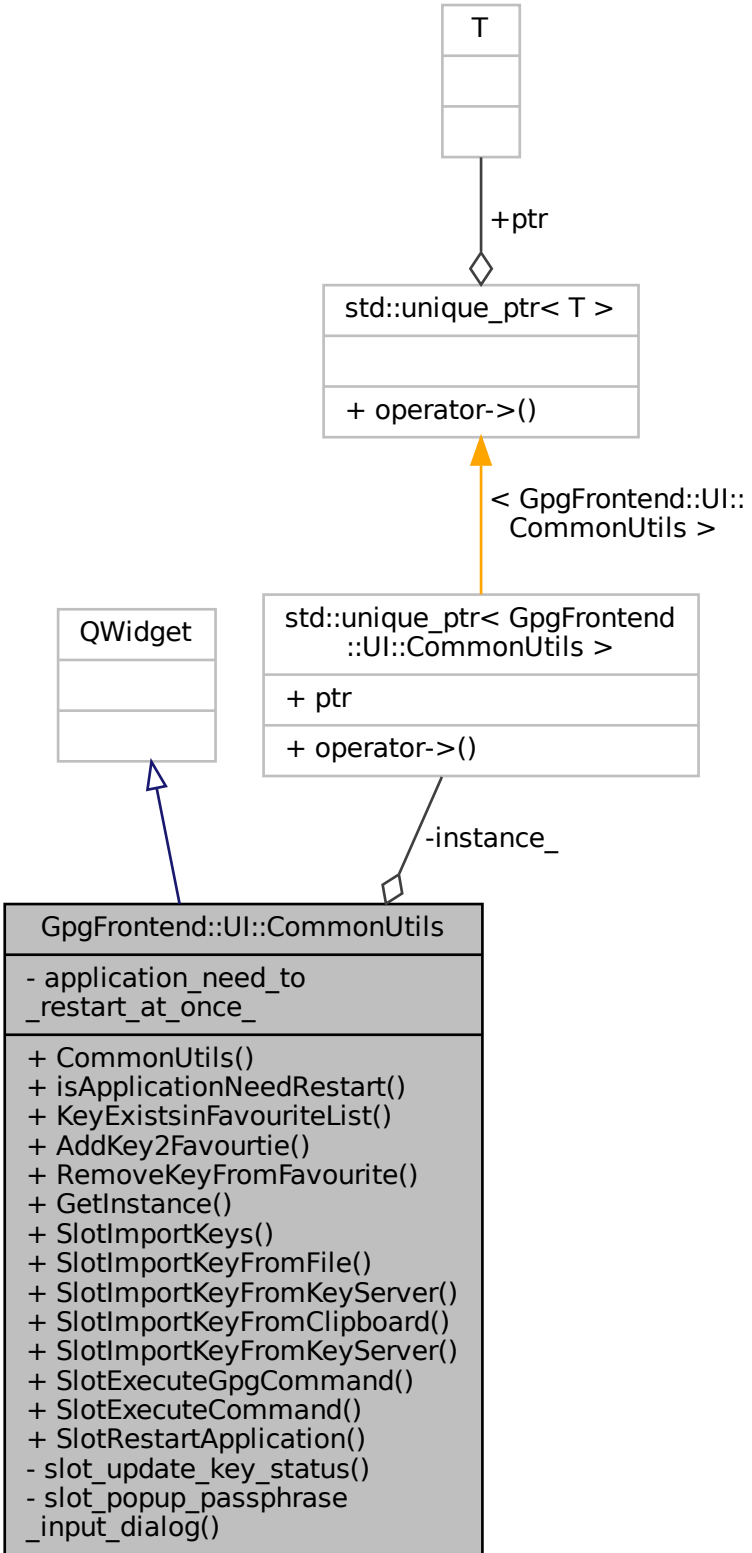 T
+ptr
std::unique_ptr< T >
+ operator->()
< GpgFrontend::UI::
CommonUtils >
QWidget
std::unique_ptr< GpgFrontend
::UI::CommonUtils >
+ ptr
+ operator->()
-instance_
GpgFrontend::UI::CommonUtils
- application_need_to
_restart_at_once_
+ CommonUtils()
+ isApplicationNeedRestart()
+ KeyExistsinFavouriteList()
+ AddKey2Favourtie()
+ RemoveKeyFromFavourite()
+ GetInstance()
+ SlotImportKeys()
+ SlotImportKeyFromFile()
+ SlotImportKeyFromKeyServer()
+ SlotImportKeyFromClipboard()
+ SlotImportKeyFromKeyServer()
+ SlotExecuteGpgCommand()
+ SlotExecuteCommand()
+ SlotRestartApplication()
- slot_update_key_status()
- slot_popup_passphrase
_input_dialog()